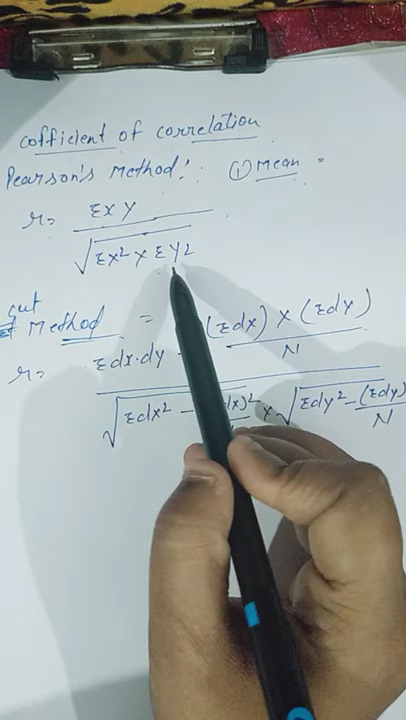 cofficient of correlation
Pearson's Method: ① Mean =
r = ΣXY
√ΣX² × ΣY²
cut Method =
(Σdx) × (Σdy)
r = Σdx.dy - N
√Σdx² - dx)² × √Σdy² - (Σdy)
N